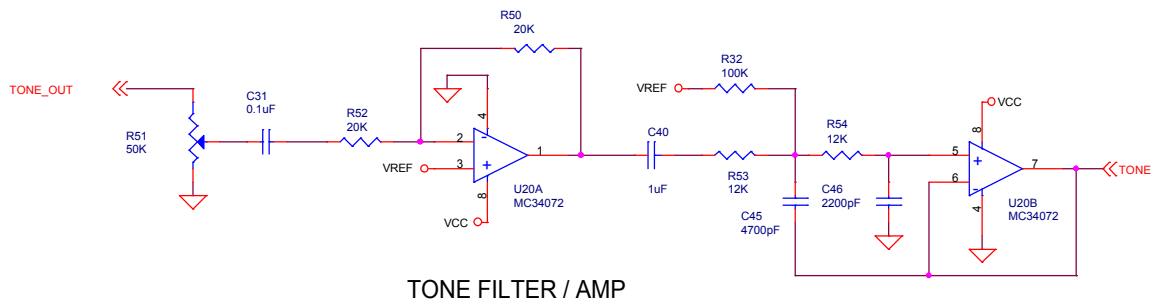 TONE_OUT
R51
50K
C31
0.1uF
R52
20K
R50
20K
4
2
3
1
8
VREF
U20A
MC34072
VCC
C40
1uF
R53
12K
VREF
R32
100K
R54
12K
C45
4700pF
C46
2200pF
VCC
8
5
6
7
4
U20B
MC34072
TONE
-
+
+
-
TONE FILTER / AMP